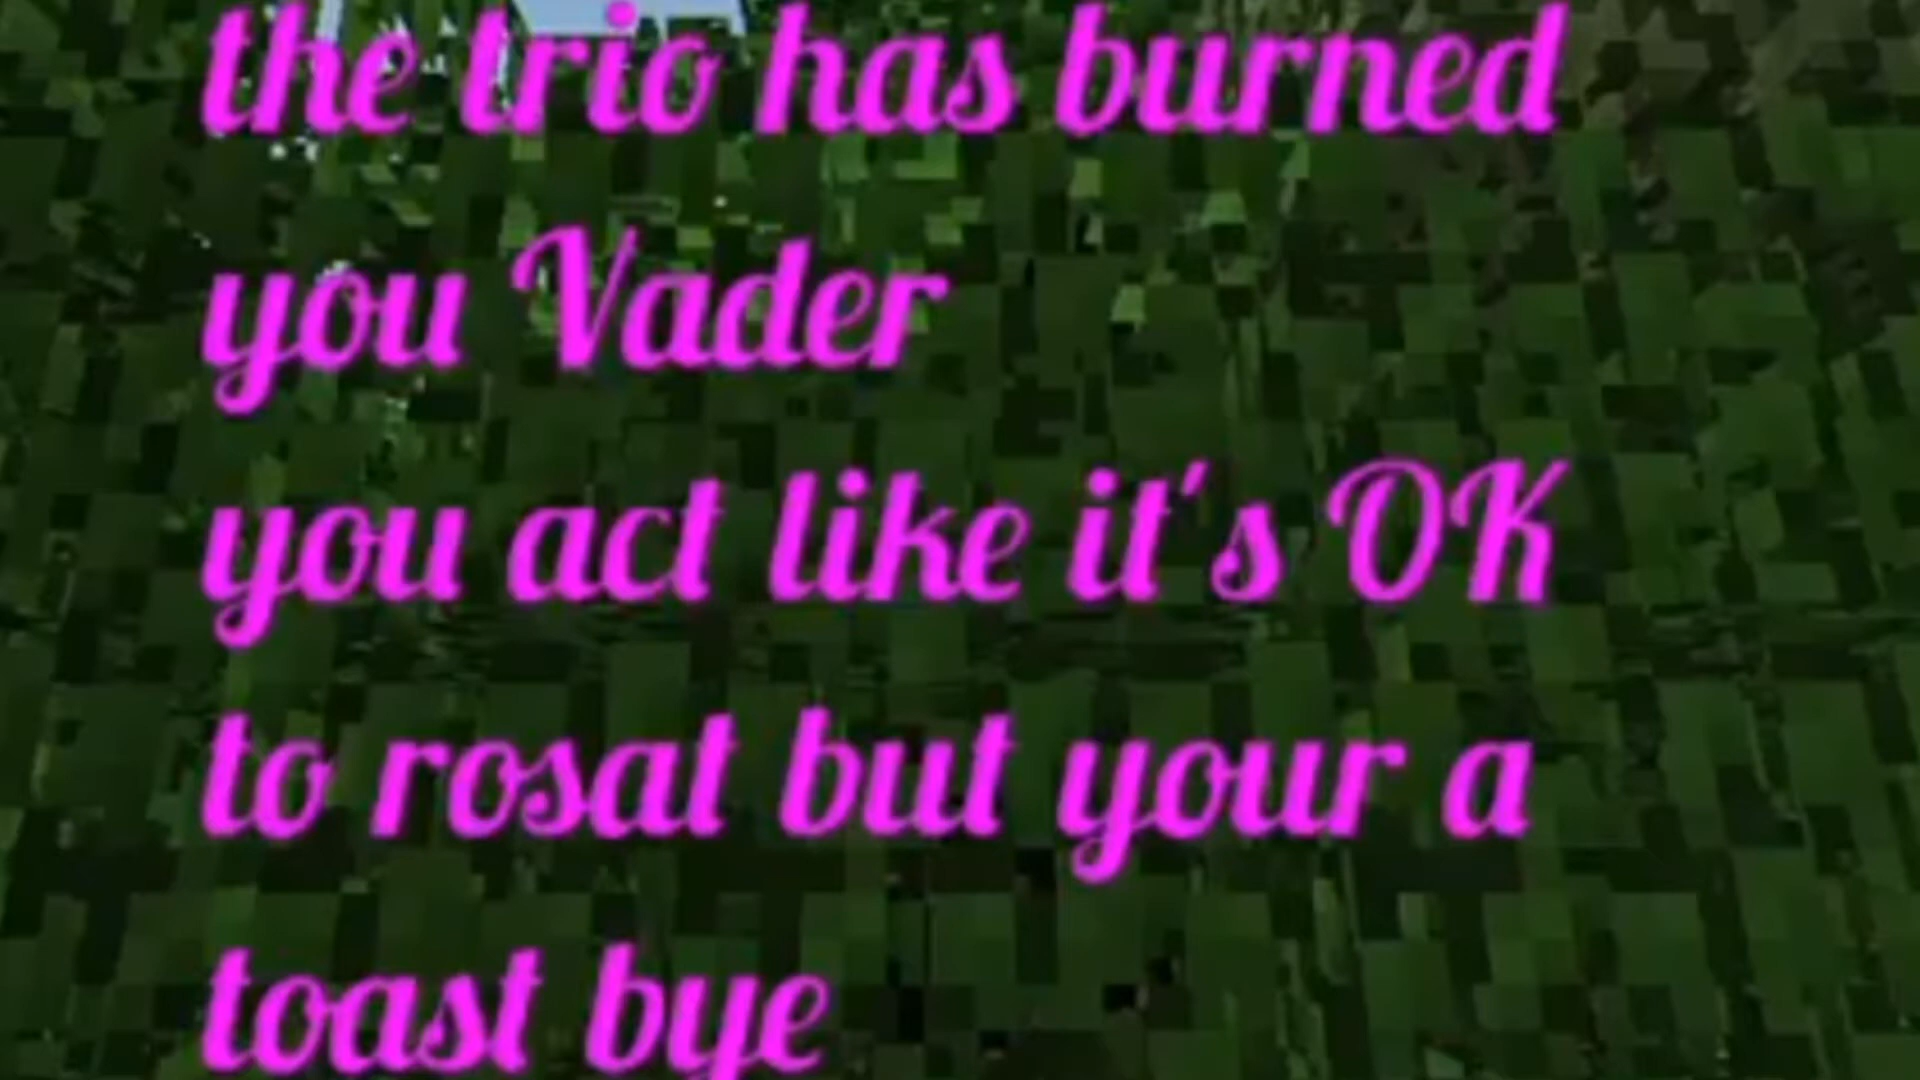 the trio has burned
you Vader
you act like it's OK
to rosat but your a
toast bye